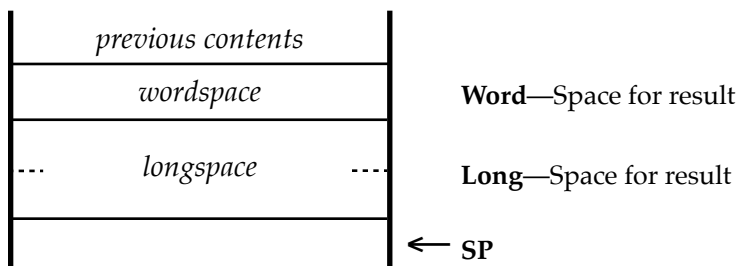 previous contents
wordspace Word—Space for result
longspace Long—Space for result
SP